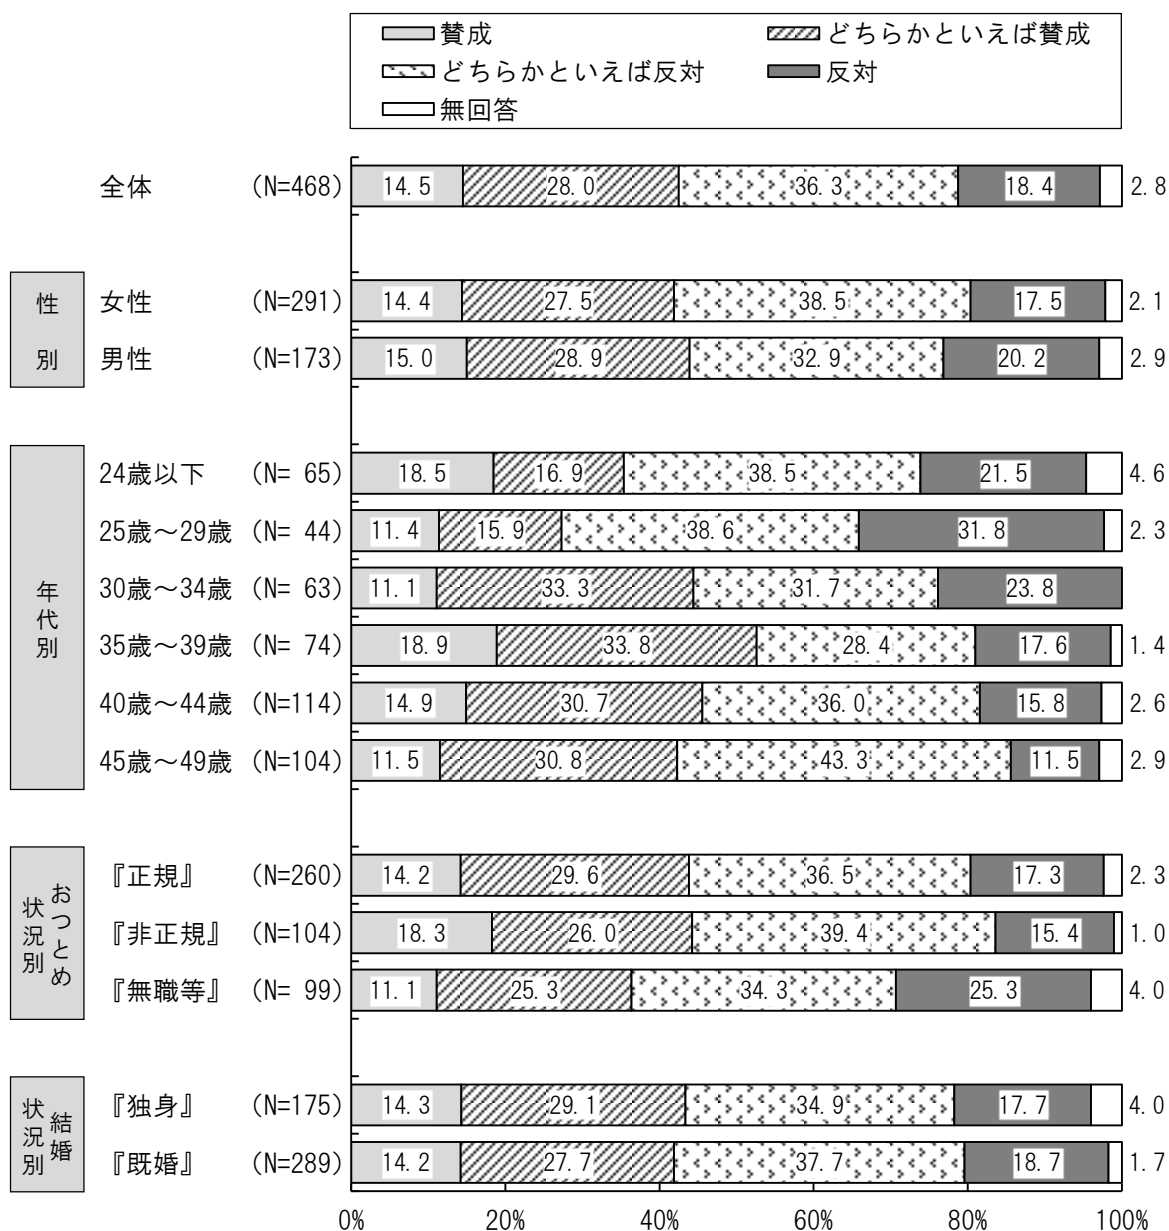 賛成 どちらかといえば賛成
どちらかといえば反対 反対
無回答
全体 (N=468) 14.5 28.0 36.3 18.4 2.8
性別
女性 (N=291) 14.4 27.5 38.5 17.5 2.1
男性 (N=173) 15.0 28.9 32.9 20.2 2.9
年代別
24歳以下 (N= 65) 18.5 16.9 38.5 21.5 4.6
25歳～29歳 (N= 44) 11.4 15.9 38.6 31.8 2.3
30歳～34歳 (N= 63) 11.1 33.3 31.7 23.8
35歳～39歳 (N= 74) 18.9 33.8 28.4 17.6 1.4
40歳～44歳 (N=114) 14.9 30.7 36.0 15.8 2.6
45歳～49歳 (N=104) 11.5 30.8 43.3 11.5 2.9
おつとめ
状況別
『正規』 (N=260) 14.2 29.6 36.5 17.3 2.3
『非正規』 (N=104) 18.3 26.0 39.4 15.4 1.0
『無職等』 (N= 99) 11.1 25.3 34.3 25.3 4.0
結婚
状況別
『独身』 (N=175) 14.3 29.1 34.9 17.7 4.0
『既婚』 (N=289) 14.2 27.7 37.7 18.7 1.7
0% 20% 40% 60% 80% 100%